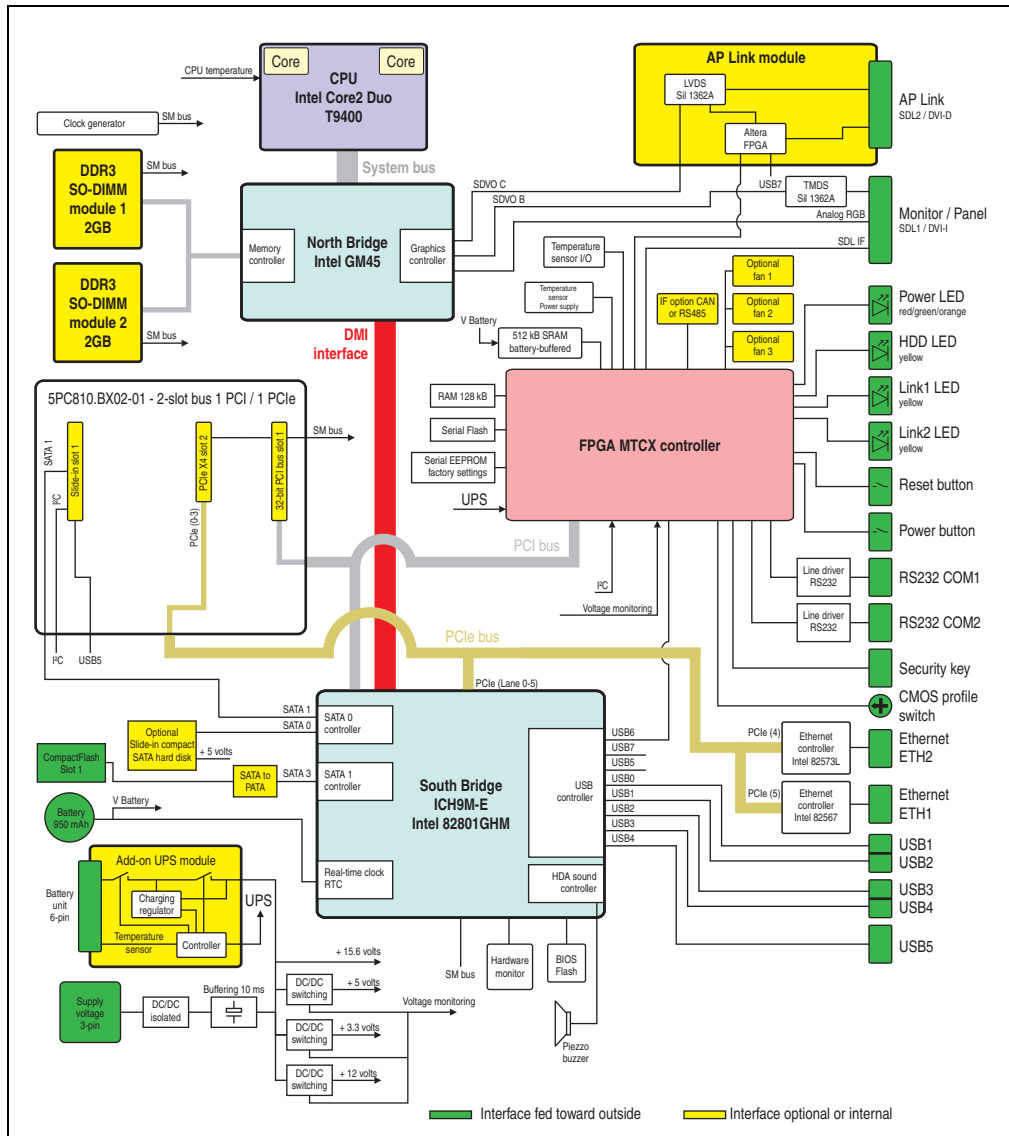 Core
Core
CPU
Intel Core2 Duo
T9400
CPU temperature
Clock generator
SM bus
DDR3
SO-DIMM
module 1
2GB
SM bus
DDR3
SO-DIMM
module 2
2GB
SM bus
System bus
Memory
controller
North Bridge
Intel GM45
Graphics
controller
AP Link module
LVDS
Sil 1362A
Altera
FPGA
AP Link
SDL2 / DVI-D
SDVO C
SDVO B
USB7
TMDS
Sil 1362A
Analog RGB
SDL IF
Monitor / Panel
SDL1 / DVI-I
Temperature
sensor I/O
Temperature
sensor
Power supply
IF option CAN
or RS485
Optional
fan 1
Optional
fan 2
Optional
fan 3
V Battery
512 kB SRAM
battery-buffered
DMI
interface
RAM 128 kB
Serial Flash
Serial EEPROM
factory settings
UPS
FPGA MTCX controller
Power LED
red/green/orange
HDD LED
yellow
Link1 LED
yellow
Link2 LED
yellow
Reset button
Power button
Line driver
RS232
RS232 COM1
Line driver
RS232
RS232 COM2
Security key
CMOS profile
switch
5PC810.BX02-01 - 2-slot bus 1 PCI / 1 PCIe
SATA 1
Slide-in slot 1
I²C
PCIe X4 slot 2
PCIe (0-3)
32-bit PCI bus slot 1
SM bus
I²C
USB5
PCI bus
I²C
Voltage monitoring
PCIe bus
PCIe (Lane 0-5)
PCIe (4)
Ethernet
controller
Intel 82573L
Ethernet
ETH2
PCIe (5)
Ethernet
controller
Intel 82567
Ethernet
ETH1
SATA 1
SATA 0
SATA 0
controller
Optional
Slide-in compact
SATA hard disk
+ 5 volts
CompactFlash
Slot 1
SATA to
PATA
SATA 3
SATA 1
controller
South Bridge
ICH9M-E
Intel 82801GHM
USB
controller
USB6
USB7
USB5
USB0
USB1
USB2
USB3
USB4
USB1
USB2
USB3
USB4
USB5
Battery
950 mAh
V Battery
Real-time clock
RTC
HDA sound
controller
Add-on UPS module
Battery
unit
6-pin
Charging
regulator
UPS
Temperature
sensor
Controller
SM bus
Hardware
monitor
BIOS
Flash
Piezzo
buzzer
Supply
voltage
3-pin
DC/DC
isolated
Buffering 10 ms
+ 15.6 volts
DC/DC
switching
+ 5 volts
Voltage monitoring
DC/DC
switching
+ 3.3 volts
DC/DC
switching
+ 12 volts
Interface fed toward outside
Interface optional or internal